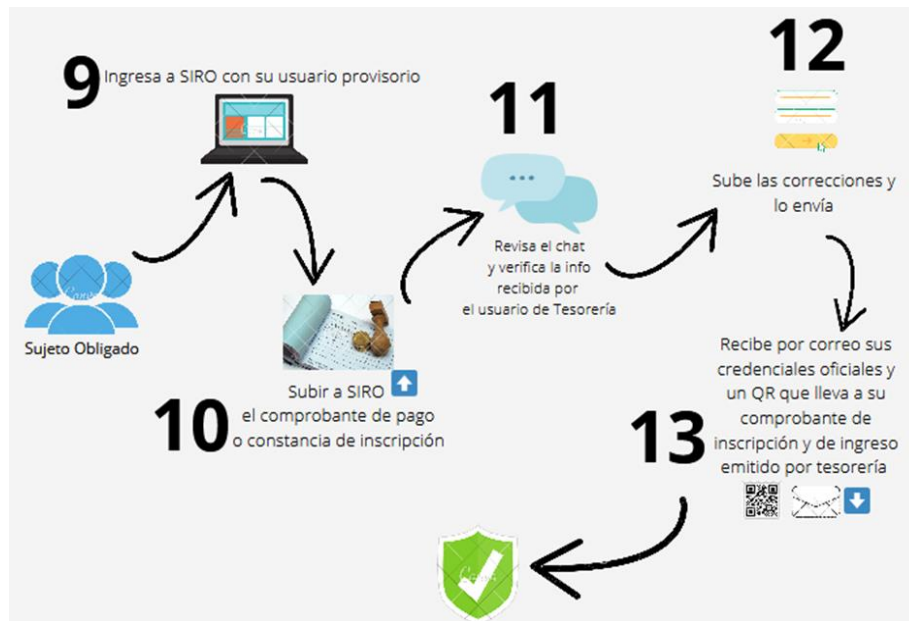 9
Ingresa a SIRO con su usuario provisorio
Sujeto Obligado
10
Subir a SIRO
el comprobante de pago
o constancia de inscripción
11
Revisa el chat
y verifica la info
recibida por
el usuario de Tesorería
12
Sube las correcciones y
lo envía
13
Recibe por correo sus
credenciales oficiales y
un QR que lleva a su
comprobante de
inscripción y de ingreso
emitido por tesorería
Canva
Canva